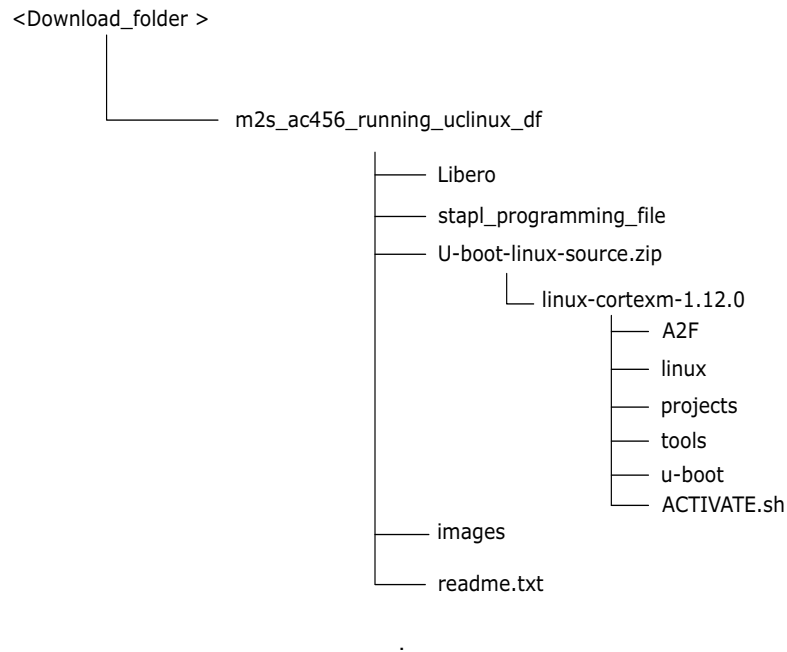 <Download_folder >
m2s_ac456_running_uclinux_df
Libero
stapl_programming_file
U-boot-linux-source.zip
linux-cortexm-1.12.0
A2F
linux
projects
tools
u-boot
ACTIVATE.sh
images
readme.txt
.